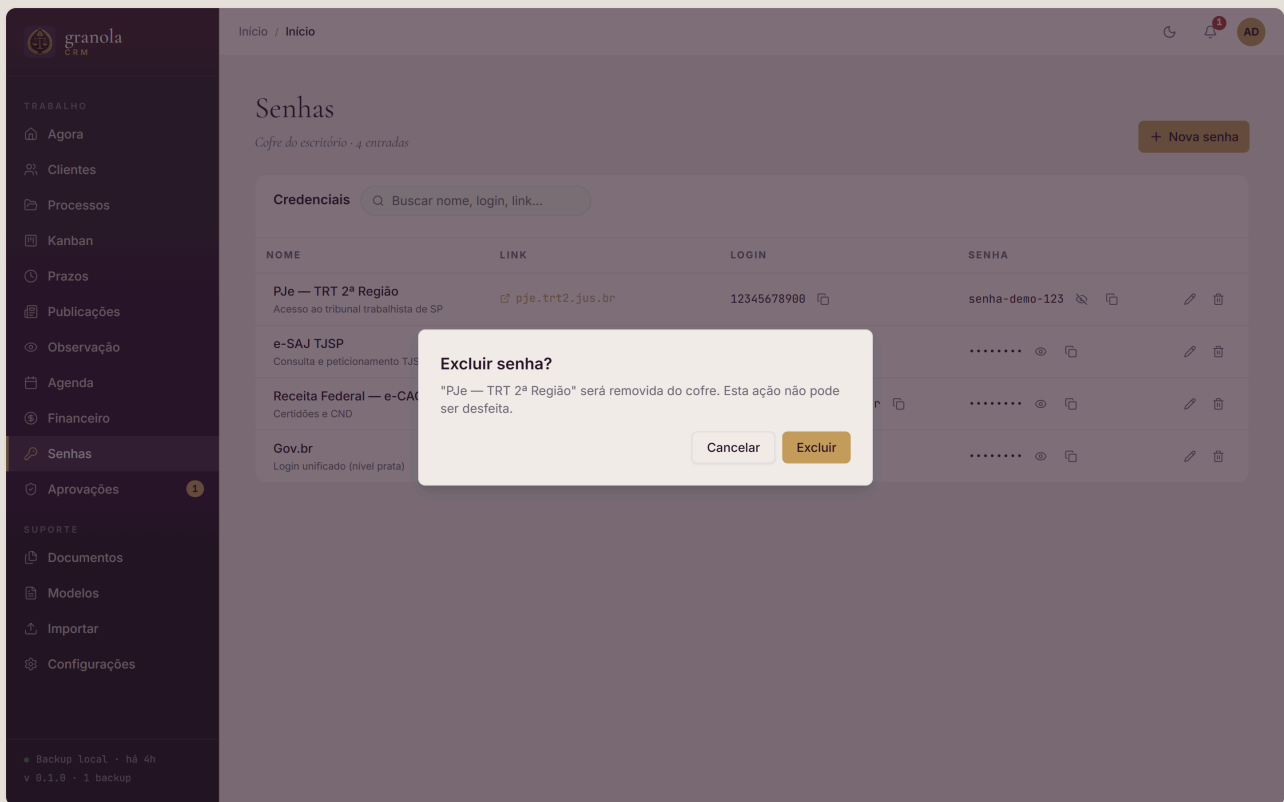 granola
CRM
Início / Início
1
AD
TRABALHO
Agora
Clientes
Processos
Kanban
Prazos
Publicações
Observação
Agenda
Financeiro
Senhas
Aprovações 1
SUPORTE
Documentos
Modelos
Importar
Configurações
Backup local · há 4h
v 0.1.0 · 1 backup
Senhas
Cofre do escritório · 4 entradas
+ Nova senha
Credenciais
Buscar nome, login, link...
NOME LINK LOGIN SENHA
PJe — TRT 2ª Região pje.trt2.jus.br 12345678900 senha-demo-123
Acesso ao tribunal trabalhista de SP
e-SAJ TJSP ••••••••
Consulta e peticionamento TJS
Receita Federal — e-CAC r ••••••••
Certidões e CND
Gov.br ••••••••
Login unificado (nível prata)
Excluir senha?
"PJe — TRT 2ª Região" será removida do cofre. Esta ação não pode
ser desfeita.
Cancelar Excluir